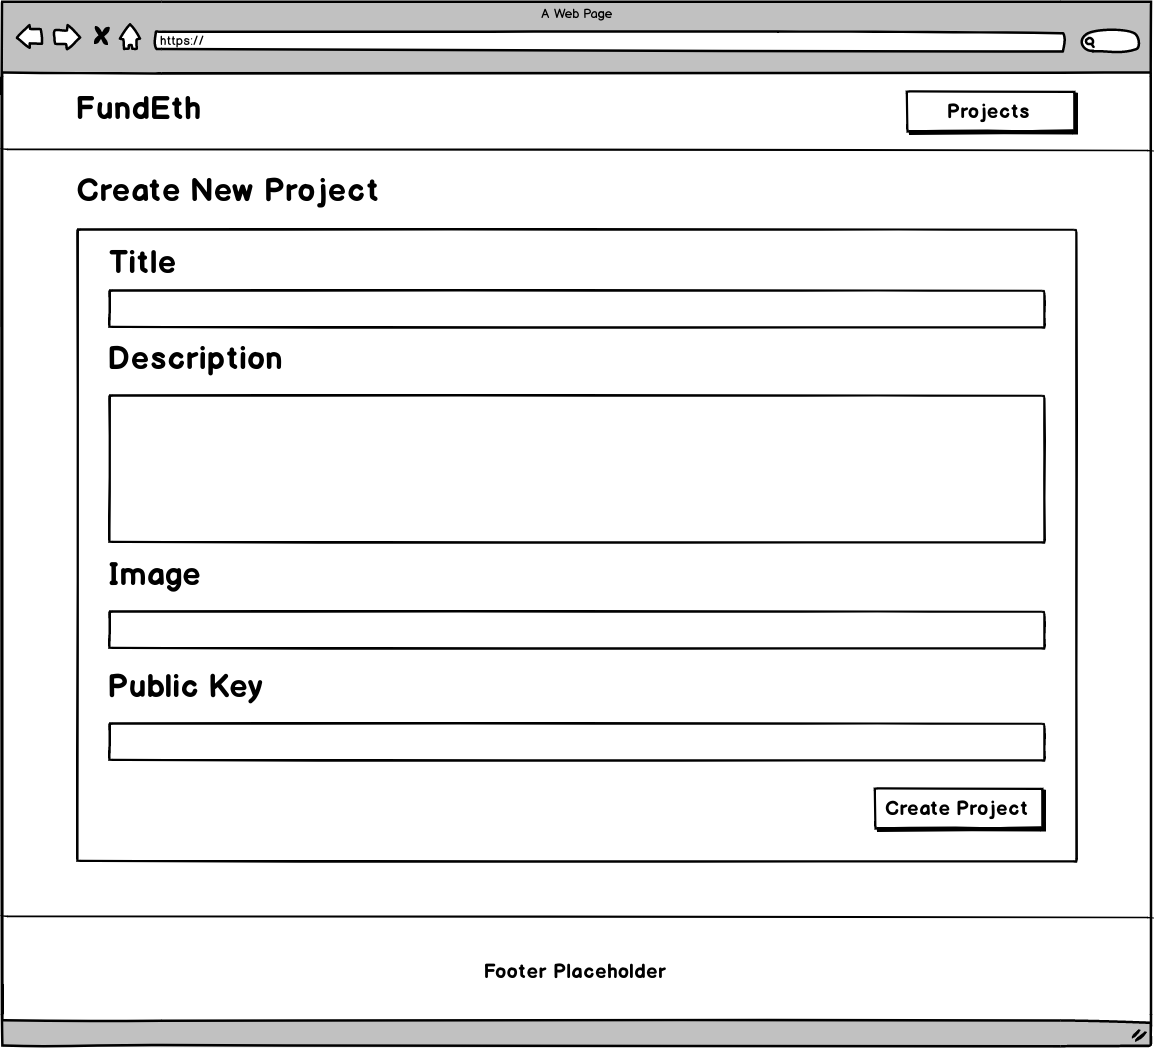 A Web Page
https://
FundEth
Projects
Create New Project
Title
Description
Image
Public Key
Create Project
Footer Placeholder